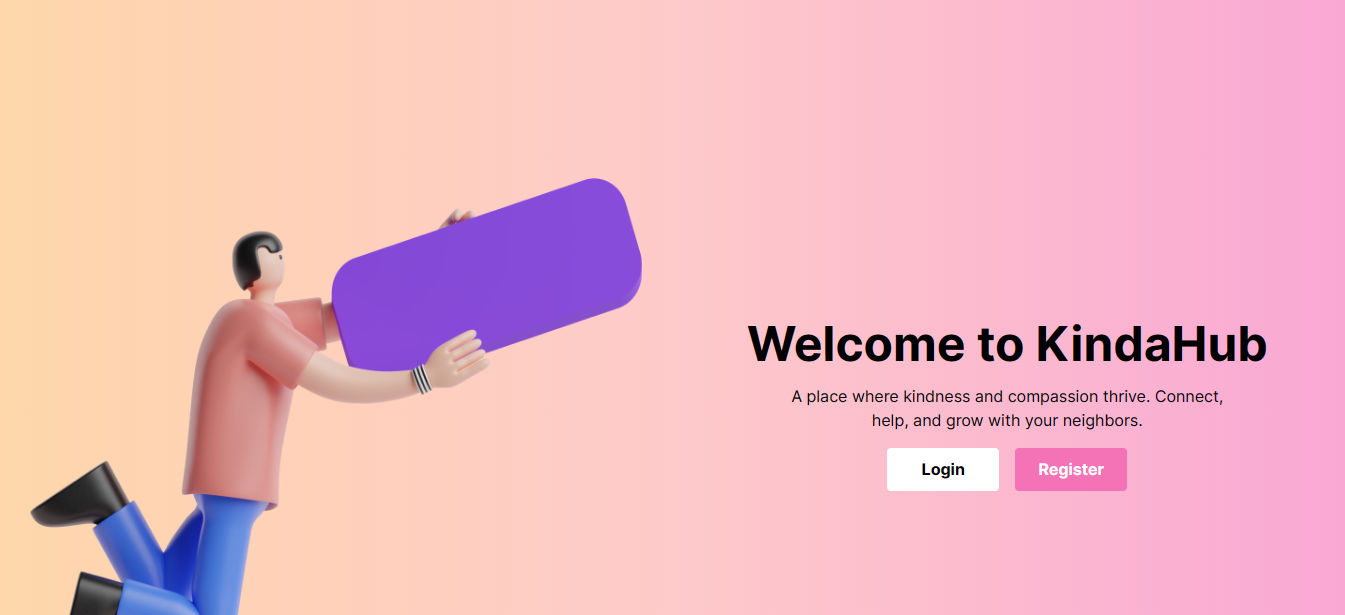 Welcome to KindaHub
A place where kindness and compassion thrive. Connect,
help, and grow with your neighbors.
Login
Register